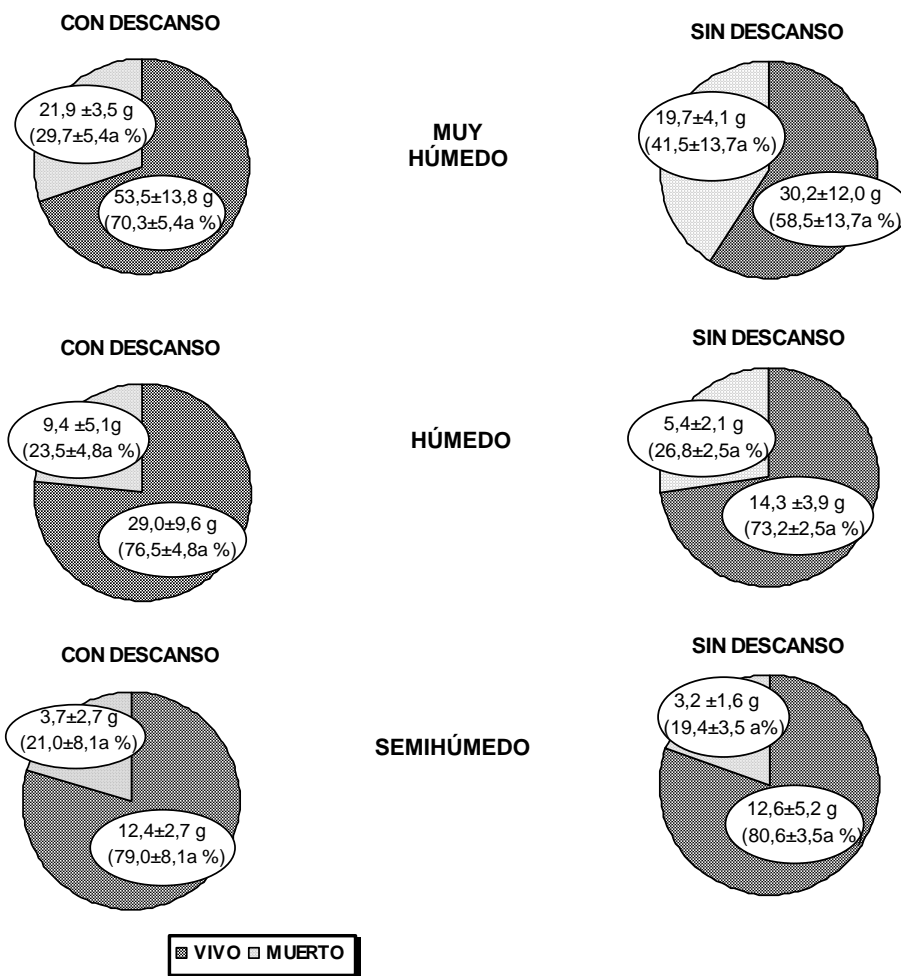 CON DESCANSO
SIN DESCANSO
21,9 ±3,5 g
(29,7±5,4a %)
53,5±13,8 g
(70,3±5,4a %)
MUY
HÚMEDO
19,7±4,1 g
(41,5±13,7a %)
30,2±12,0 g
(58,5±13,7a %)
CON DESCANSO
SIN DESCANSO
9,4 ±5,1g
(23,5±4,8a %)
29,0±9,6 g
(76,5±4,8a %)
HÚMEDO
5,4±2,1 g
(26,8±2,5a %)
14,3 ±3,9 g
(73,2±2,5a %)
CON DESCANSO
SIN DESCANSO
3,7±2,7 g
(21,0±8,1a %)
12,4±2,7 g
(79,0±8,1a %)
SEMIHÚMEDO
3,2 ±1,6 g
(19,4±3,5 a%)
12,6±5,2 g
(80,6±3,5a %)
VIVO MUERTO